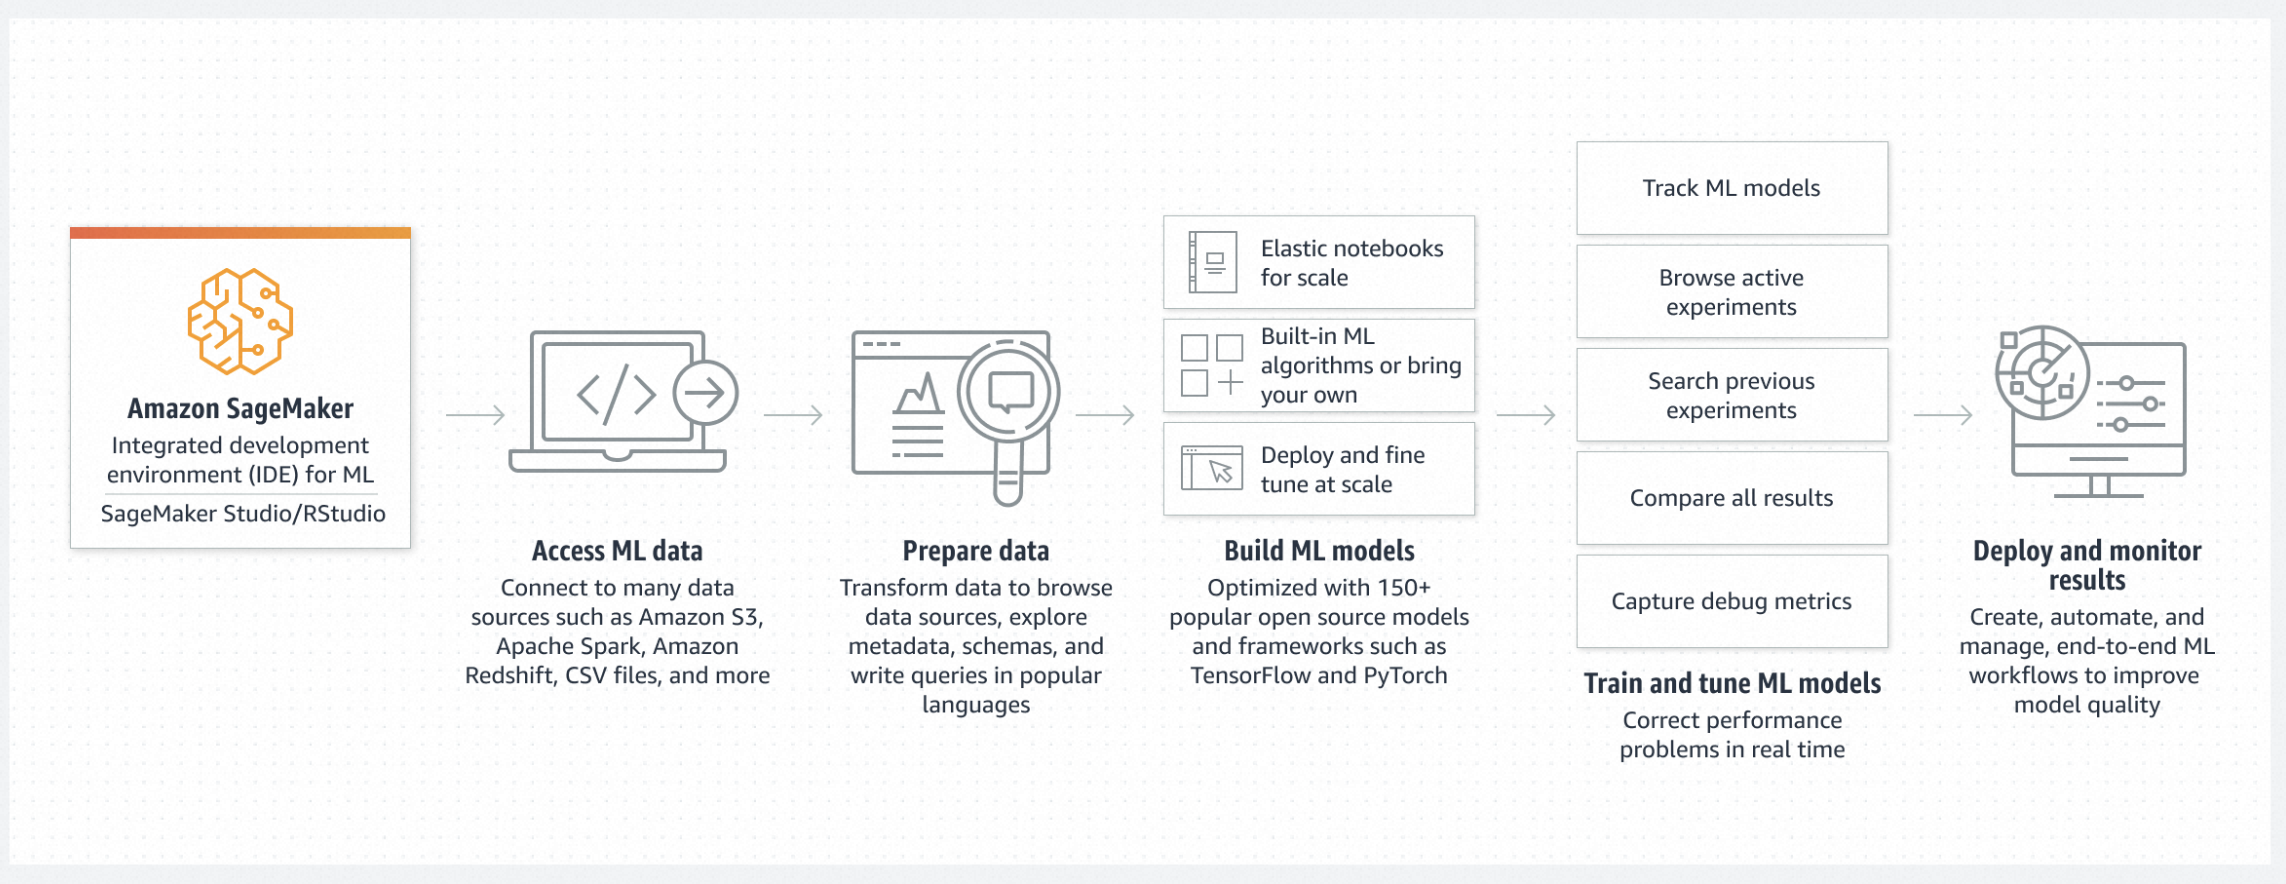 Amazon SageMaker
Integrated development
environment (IDE) for ML
SageMaker Studio/RStudio
Access ML data
Connect to many data
sources such as Amazon S3,
Apache Spark, Amazon
Redshift, CSV files, and more
Prepare data
Transform data to browse
data sources, explore
metadata, schemas, and
write queries in popular
languages
Elastic notebooks
for scale
Built-in ML
algorithms or bring
your own
Deploy and fine
tune at scale
Build ML models
Optimized with 150+
popular open source models
and frameworks such as
TensorFlow and PyTorch
Track ML models
Browse active
experiments
Search previous
experiments
Compare all results
Capture debug metrics
Train and tune ML models
Correct performance
problems in real time
Deploy and monitor
results
Create, automate, and
manage, end-to-end ML
workflows to improve
model quality